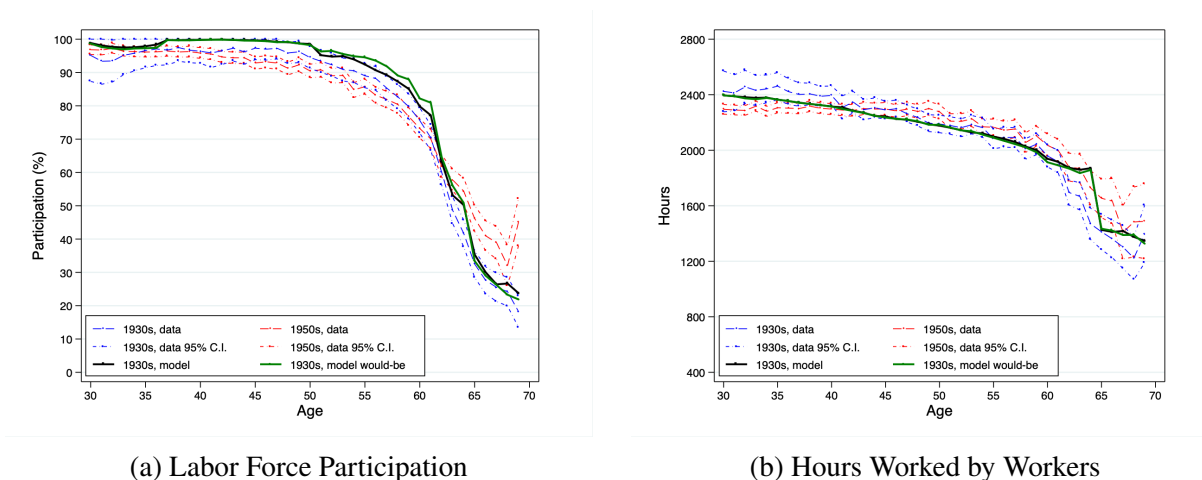 Participation (%)
100
90
80
70
60
50
40
30
20
10
0
1930s, data 1950s, data
1930s, data 95% C.I. 1950s, data 95% C.I.
1930s, model 1930s, model would-be
30 35 40 45 50 55 60 65 70
Age
(a) Labor Force Participation
Hours
2800
2400
2000
1600
1200
800
400
1930s, data 1950s, data
1930s, data 95% C.I. 1950s, data 95% C.I.
1930s, model 1930s, model would-be
30 35 40 45 50 55 60 65 70
Age
(b) Hours Worked by Workers